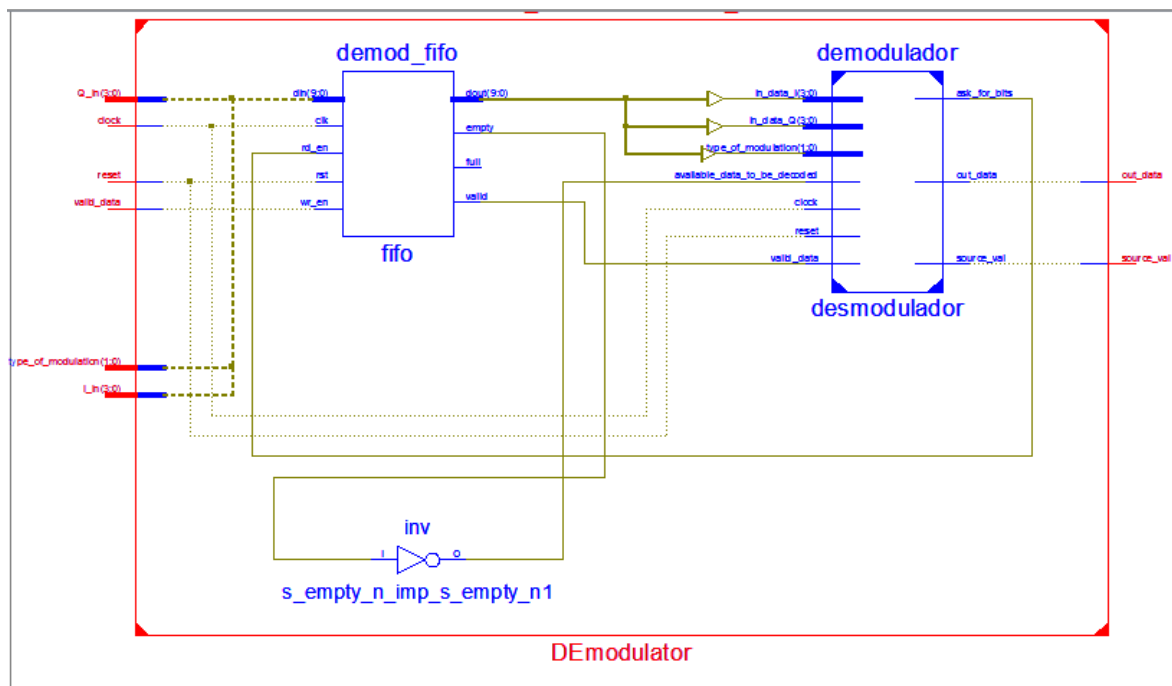 demod_fifo
demodulador
Q_in(3:0)
din(9:0)
dout(9:0)
in_data_I(3:0)
ask_for_bits
clock
clk
empty
in_data_Q(3:0)
rd_en
full
type_of_modulation(1:0)
reset
rst
available_data_to_be_decoded
out_data
out_data
valid_data
wr_en
valid
clock
reset
fifo
valid_data
source_val
source_val
desmodulador
type_of_modulation(1:0)
I_in(3:0)
inv
I
O
s_empty_n_imp_s_empty_n1
DEmodulator